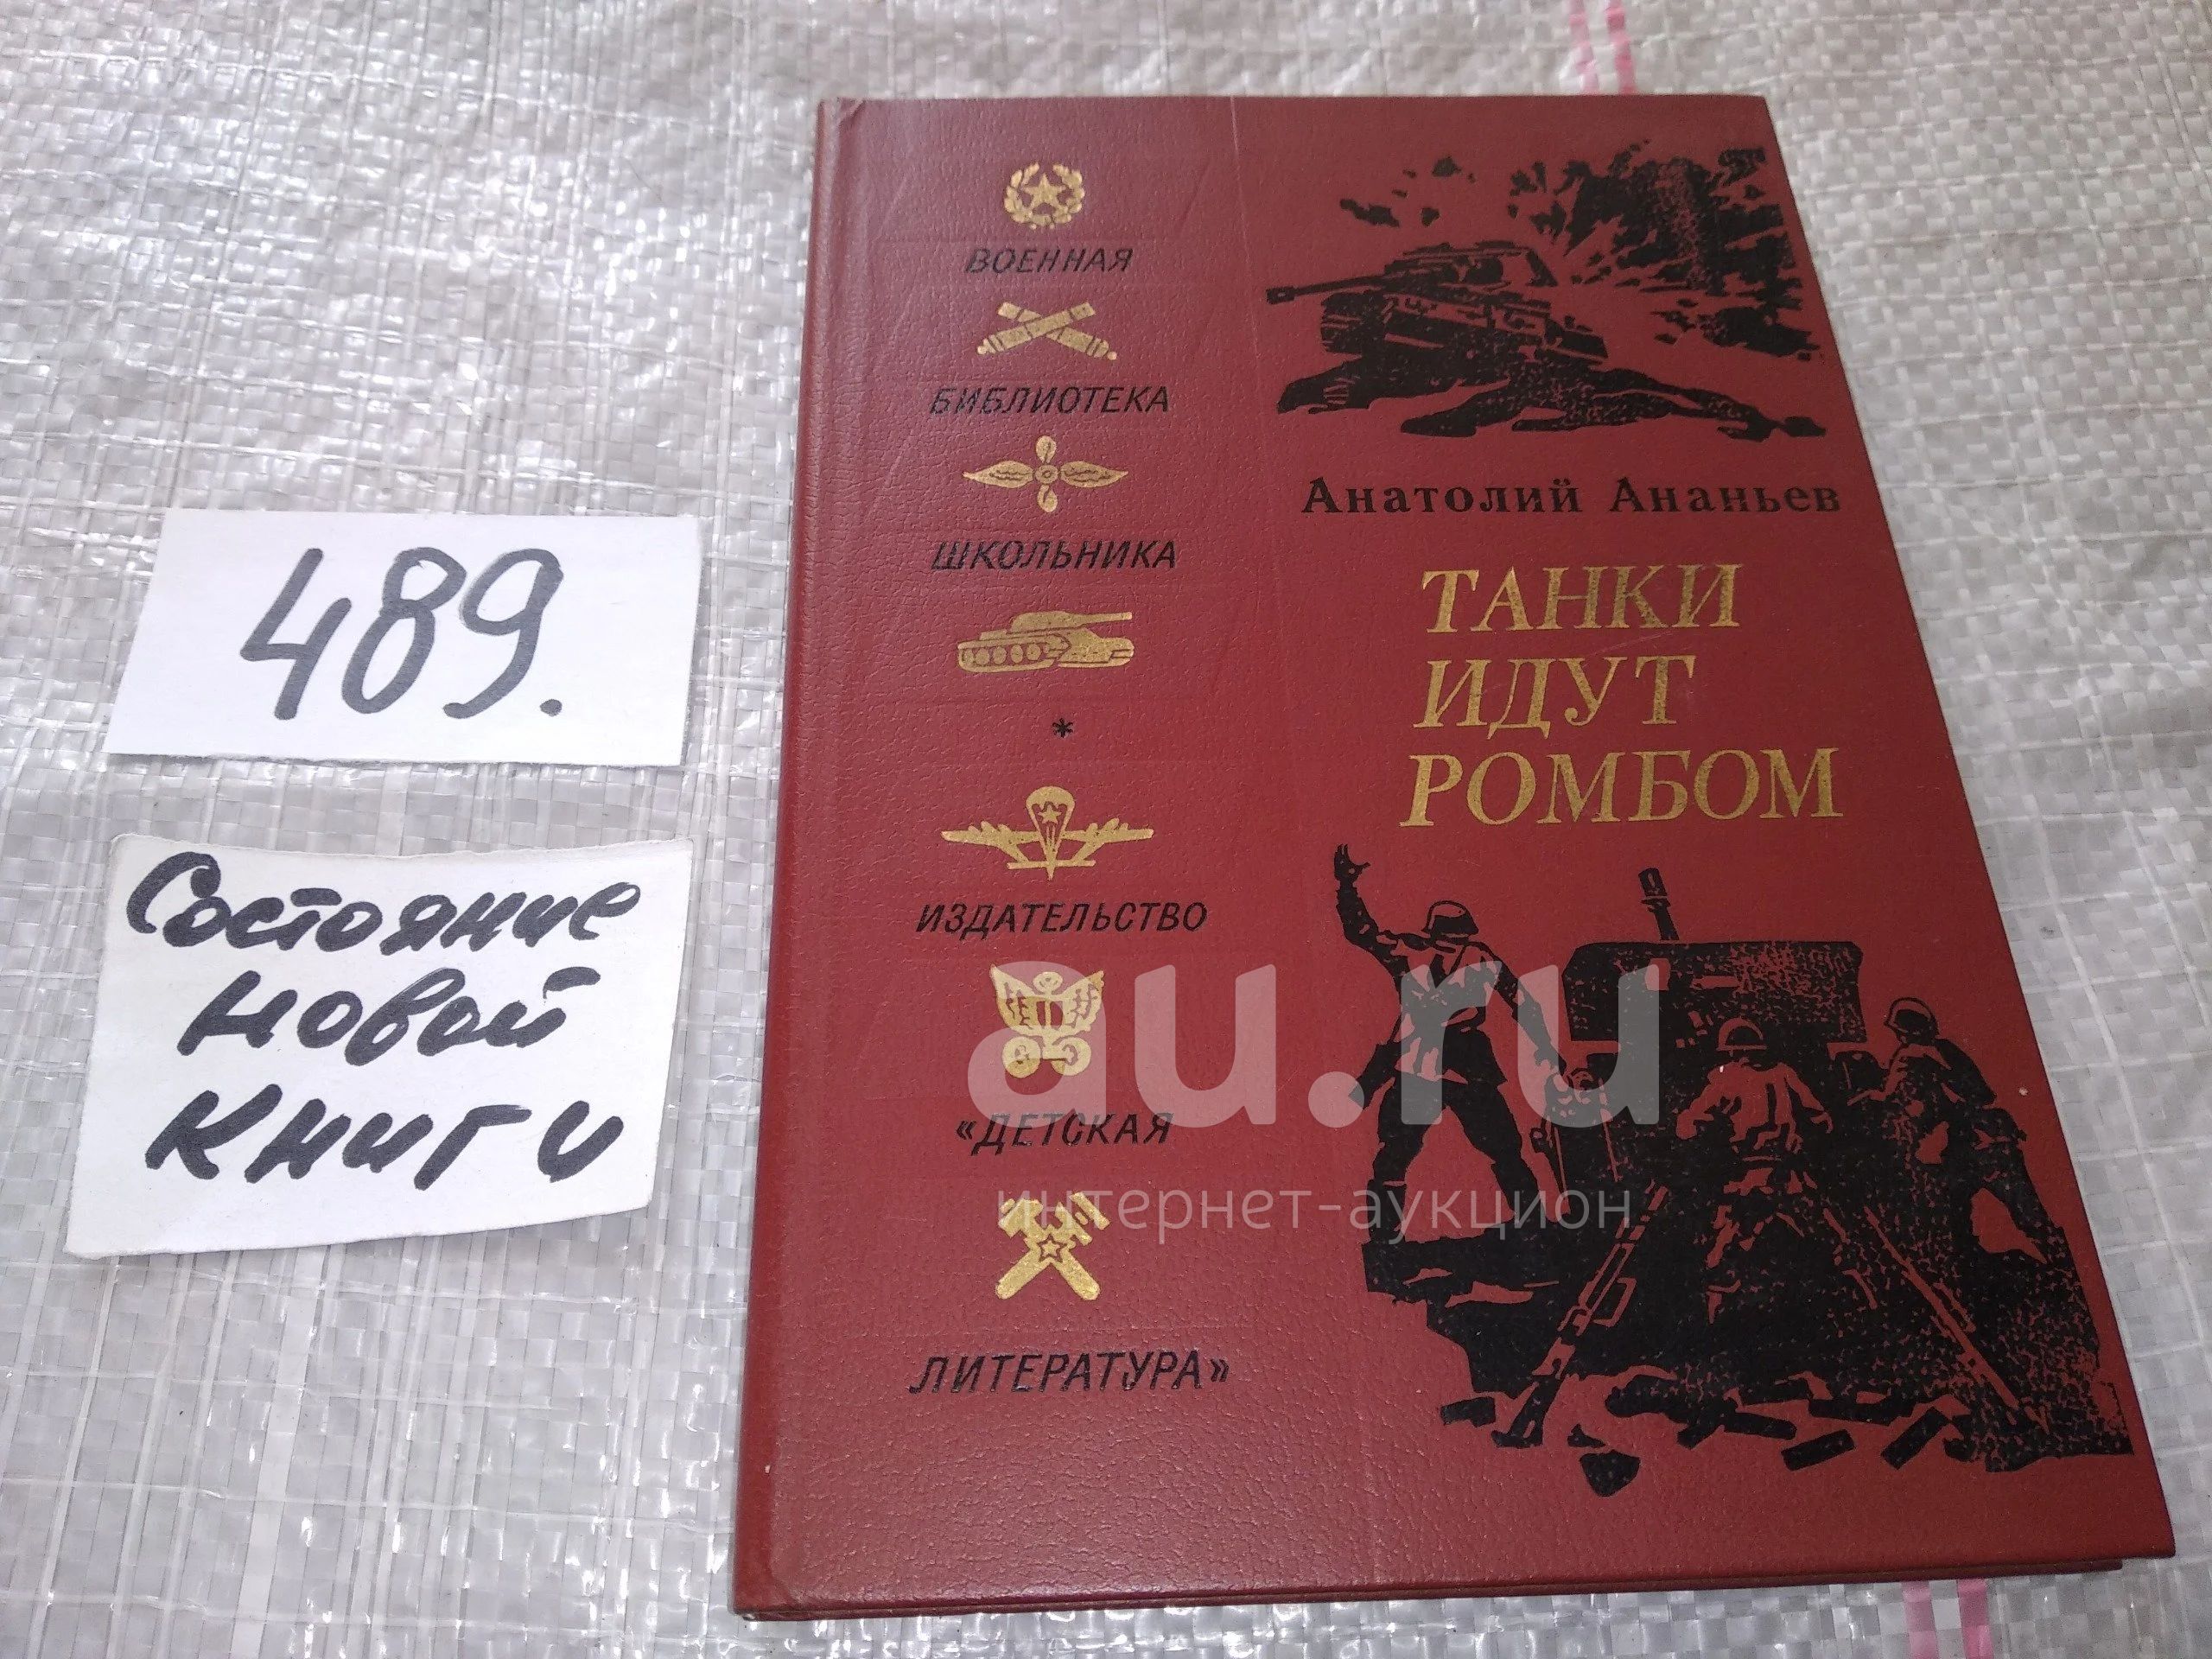 489.
Состояние
новой
книги
ВОЕННАЯ
БИБЛИОТЕКА
ШКОЛЬНИКА
*
ИЗДАТЕЛЬСТВО
«ДЕТСКАЯ
ЛИТЕРАТУРА»
Анатолий Ананьев
ТАНКИ
ИДУТ
РОМБОМ
au.ru
интернет-аукцион